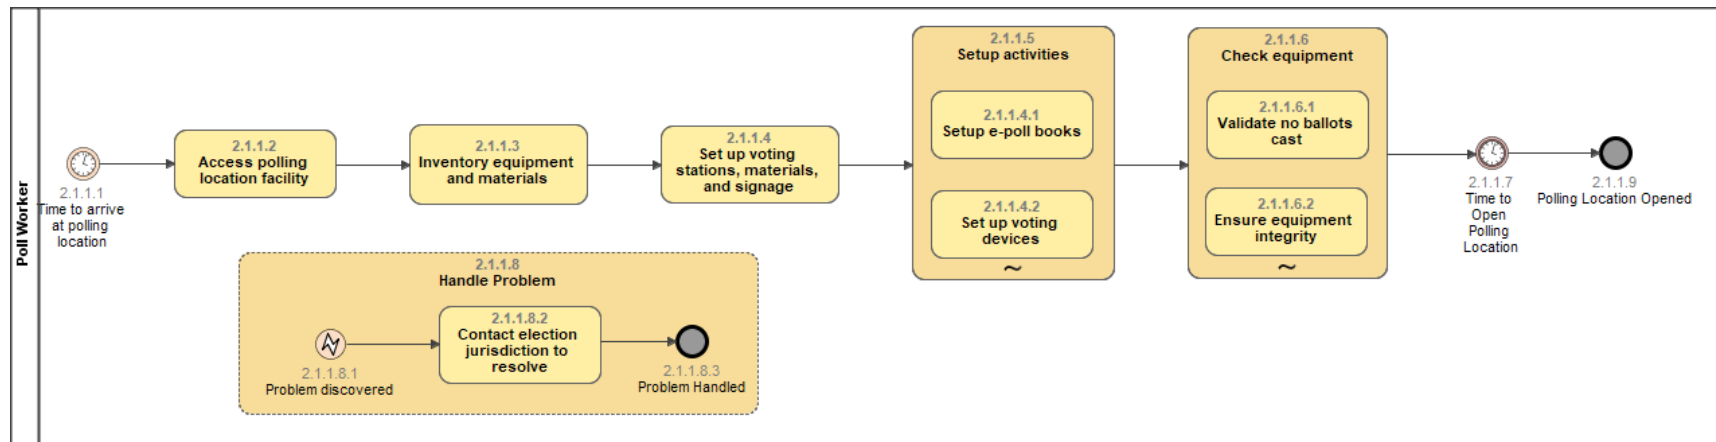 Poll Worker
2.1.1.1
Time to arrive
at polling
location
2.1.1.2
Access polling
location facility
2.1.1.3
Inventory equipment
and materials
2.1.1.4
Set up voting
stations, materials,
and signage
2.1.1.5
Setup activities
2.1.1.4.1
Setup e-poll books
2.1.1.4.2
Set up voting
devices
~
2.1.1.6
Check equipment
2.1.1.6.1
Validate no ballots
cast
2.1.1.6.2
Ensure equipment
integrity
~
2.1.1.7
Time to
Open
Polling
Location
2.1.1.9
Polling Location Opened
2.1.1.8
Handle Problem
2.1.1.8.1
Problem discovered
2.1.1.8.2
Contact election
jurisdiction to
resolve
2.1.1.8.3
Problem Handled